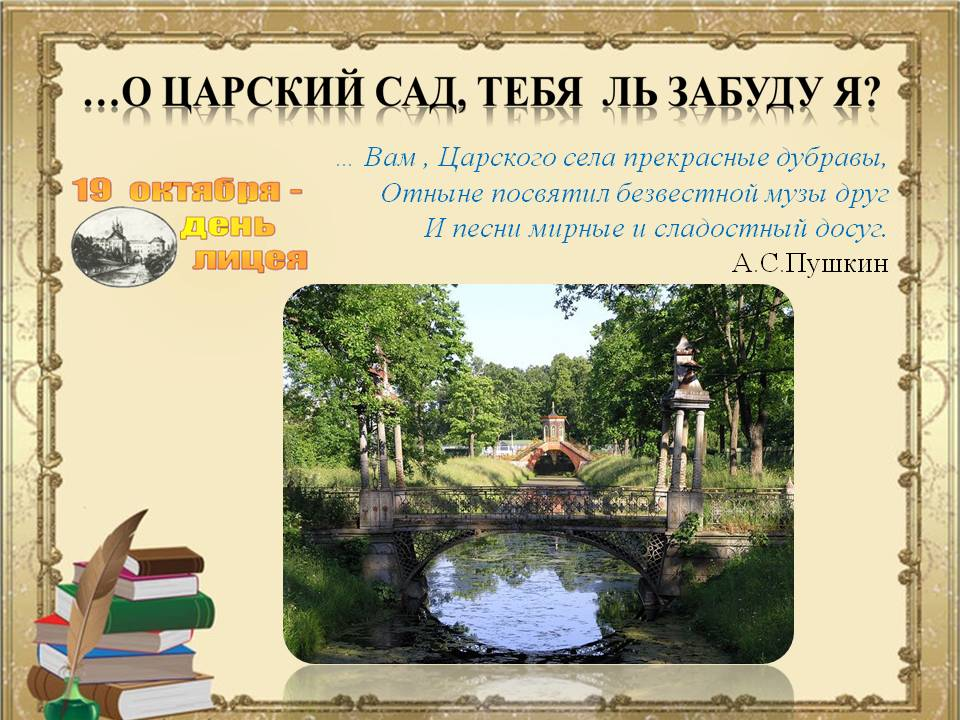 …О ЦАРСКИЙ САД, ТЕБЯ ЛЬ ЗАБУДУ Я?
... Вам , Царского села прекрасные дубравы,
Отныне посвятил безвестной музы друг
И песни мирные и сладостный досуг.
А.С.Пушкин
19 октября -
день
лицея